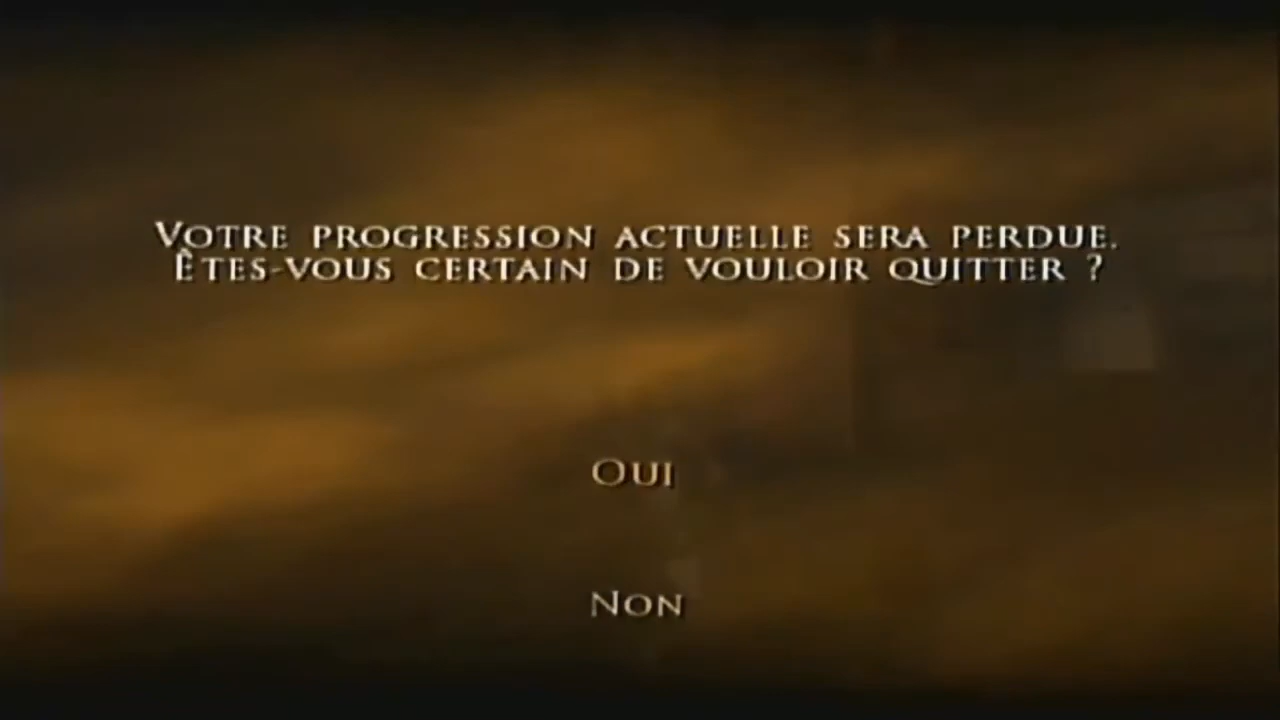 Votre progression actuelle sera perdue.
Êtes-vous certain de vouloir quitter ?
Oui
Non